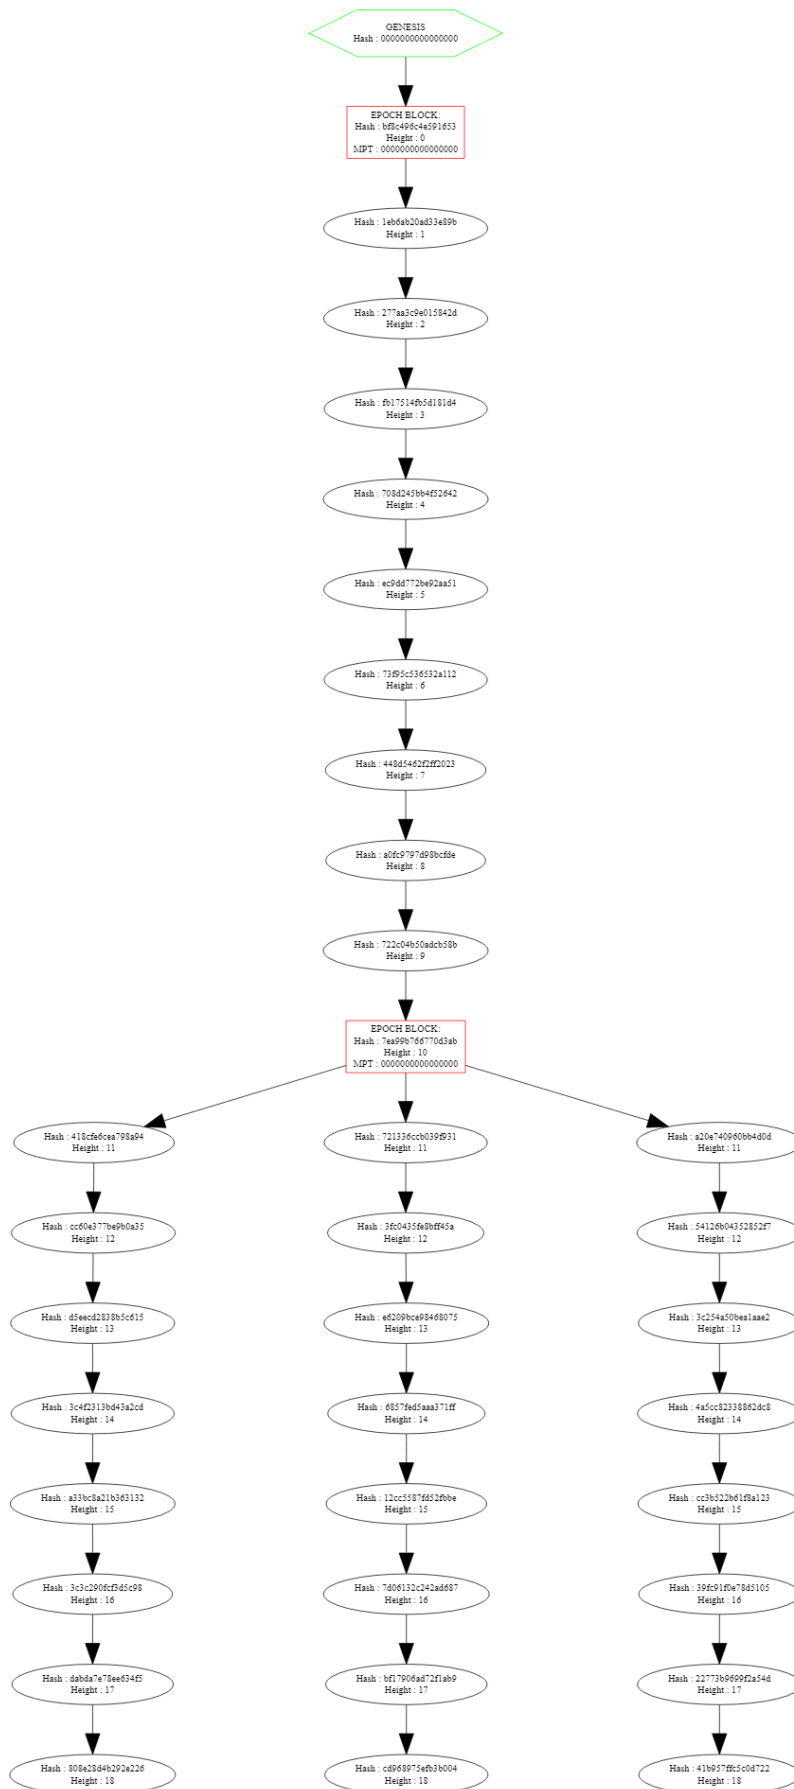 GENESIS
Hash : 0000000000000000
EPOCH BLOCK:
Hash : bf8c496c4e591653
Height : 0
MPT : 0000000000000000
Hash : 1eb6ab20ad33e89b
Height : 1
Hash : 277aa3c9e015842d
Height : 2
Hash : fb17514fb5d181d4
Height : 3
Hash : 708d245bb4f52642
Height : 4
Hash : ec9dd772be92aa51
Height : 5
Hash : 73f95c536532a112
Height : 6
Hash : 448d5462f2ff2023
Height : 7
Hash : a0fc9797d98bcfde
Height : 8
Hash : 722c04b50adcb58b
Height : 9
EPOCH BLOCK:
Hash : 7ea99b766770d3ab
Height : 10
MPT : 0000000000000000
Hash : 418cfe6cea798a94
Height : 11
Hash : 721336ccb039f931
Height : 11
Hash : a20e740960bb4d0d
Height : 11
Hash : cc60e377be9b0a35
Height : 12
Hash : 3fc0435fe8bff45a
Height : 12
Hash : 54126b04352852f7
Height : 12
Hash : d5eecd2838b5c615
Height : 13
Hash : e6209bce98468075
Height : 13
Hash : 3c254a50bea1aae2
Height : 13
Hash : 3c4f2313bd43a2cd
Height : 14
Hash : 6857fed5aaa371ff
Height : 14
Hash : 4a5cc82338862dc8
Height : 14
Hash : a33bc8a21b363132
Height : 15
Hash : 12cc5587fd52fbbe
Height : 15
Hash : cc3b522b61f8a123
Height : 15
Hash : 3c3c290fcf3d5c98
Height : 16
Hash : 7d06132c242ad687
Height : 16
Hash : 39fc91f0e78d5105
Height : 16
Hash : dabda7e78ee634f5
Height : 17
Hash : bf17906ad72f1ab9
Height : 17
Hash : 22773b9699f2a54d
Height : 17
Hash : 808e28d4b292e226
Height : 18
Hash : cd968975efb3b004
Height : 18
Hash : 41b957ffc5c0d722
Height : 18